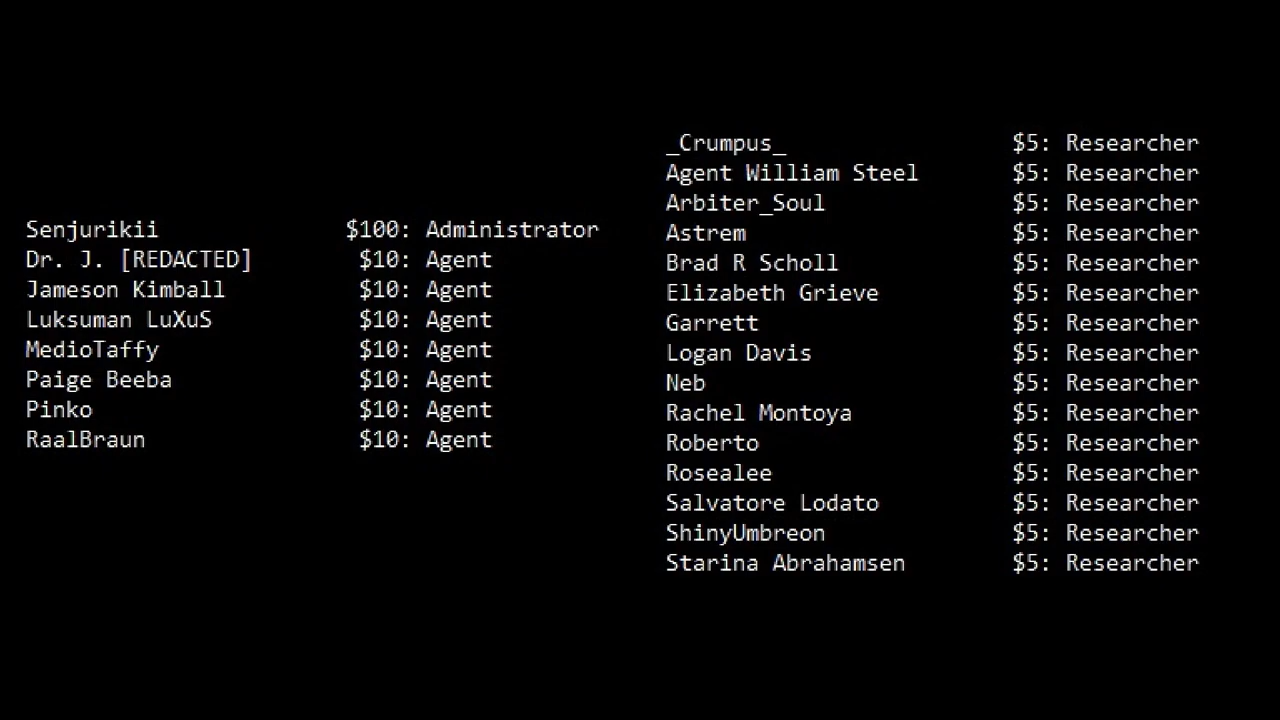 Senjurikii $100: Administrator
Dr. J. [REDACTED] $10: Agent
Jameson Kimball $10: Agent
Luksuman LuXuS $10: Agent
MedioTaffy $10: Agent
Paige Beeba $10: Agent
Pinko $10: Agent
RaalBraun $10: Agent
_Crumpus_ $5: Researcher
Agent William Steel $5: Researcher
Arbiter_Soul $5: Researcher
Astrem $5: Researcher
Brad R Scholl $5: Researcher
Elizabeth Grieve $5: Researcher
Garrett $5: Researcher
Logan Davis $5: Researcher
Neb $5: Researcher
Rachel Montoya $5: Researcher
Roberto $5: Researcher
Rosealee $5: Researcher
Salvatore Lodato $5: Researcher
ShinyUmbreon $5: Researcher
Starina Abrahamsen $5: Researcher